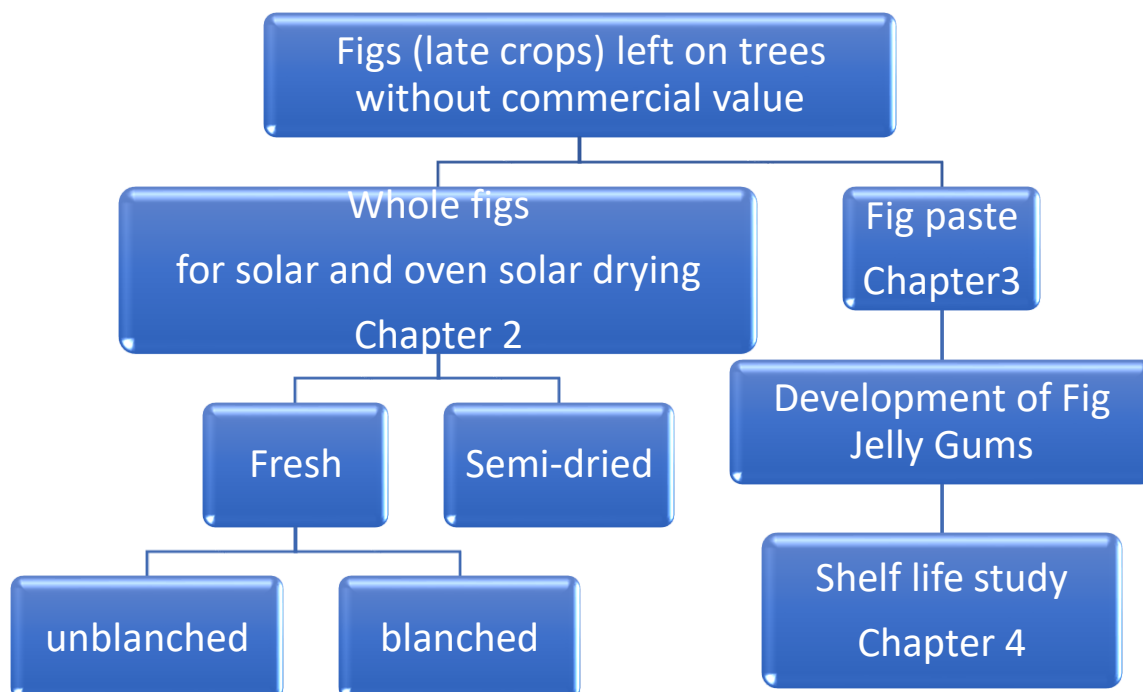 Figs (late crops) left on trees
without commercial value
Whole figs
for solar and oven solar drying
Chapter 2
Fig paste
Chapter3
Fresh
Semi-dried
Development of Fig
Jelly Gums
unblanched
blanched
Shelf life study
Chapter 4